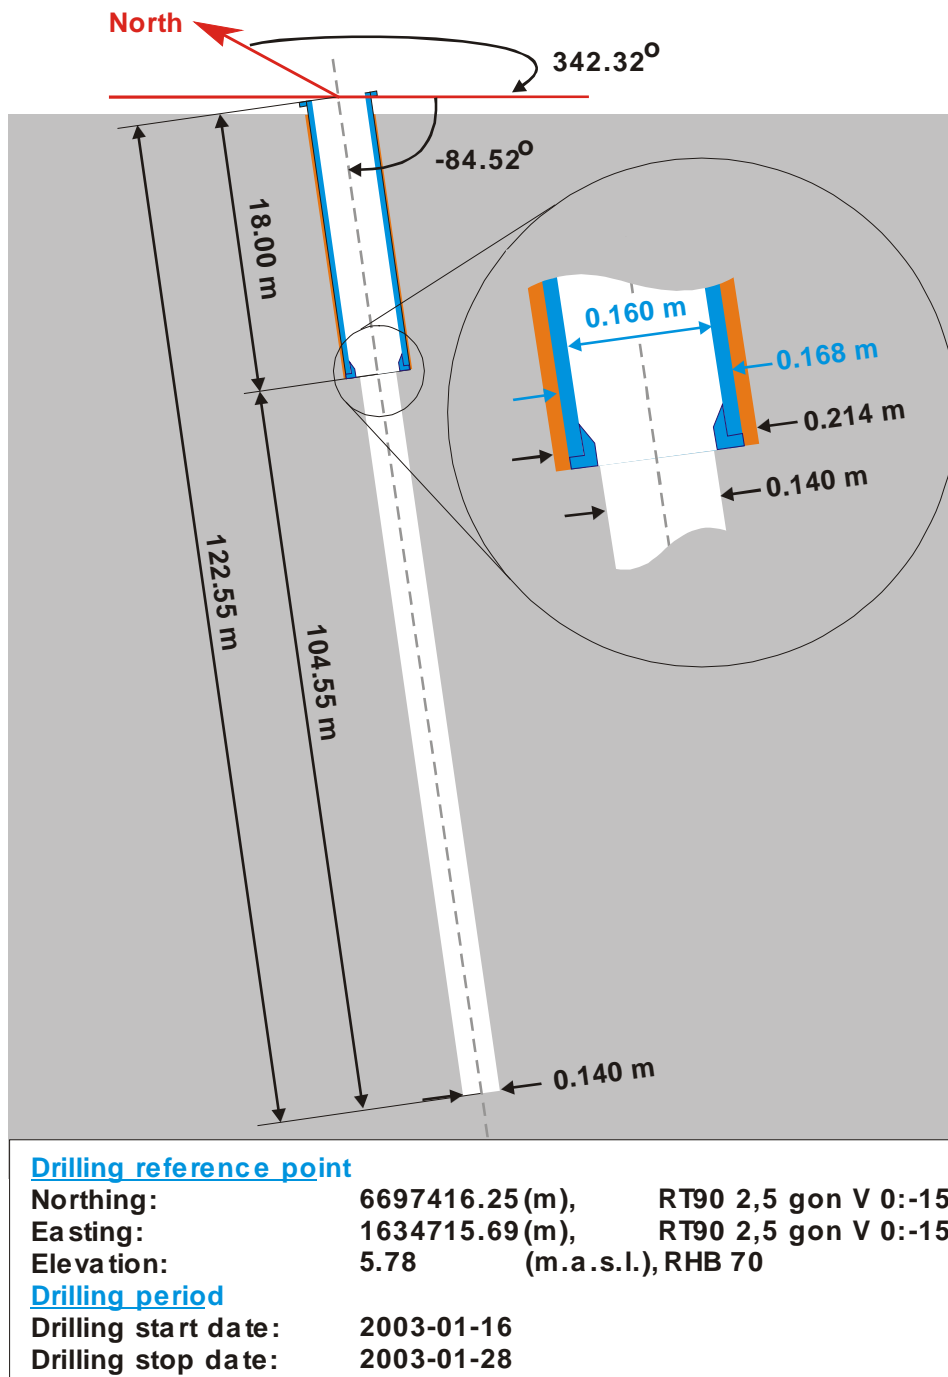 North
342.32°
-84.52°
18.00 m
0.160 m
0.168 m
0.214 m
0.140 m
122.55 m
104.55 m
0.140 m
Drilling reference point
Northing: 6697416.25 (m), RT90 2,5 gon V 0:-15
Easting: 1634715.69 (m), RT90 2,5 gon V 0:-15
Elevation: 5.78 (m.a.s.l.), RHB 70
Drilling period
Drilling start date: 2003-01-16
Drilling stop date: 2003-01-28